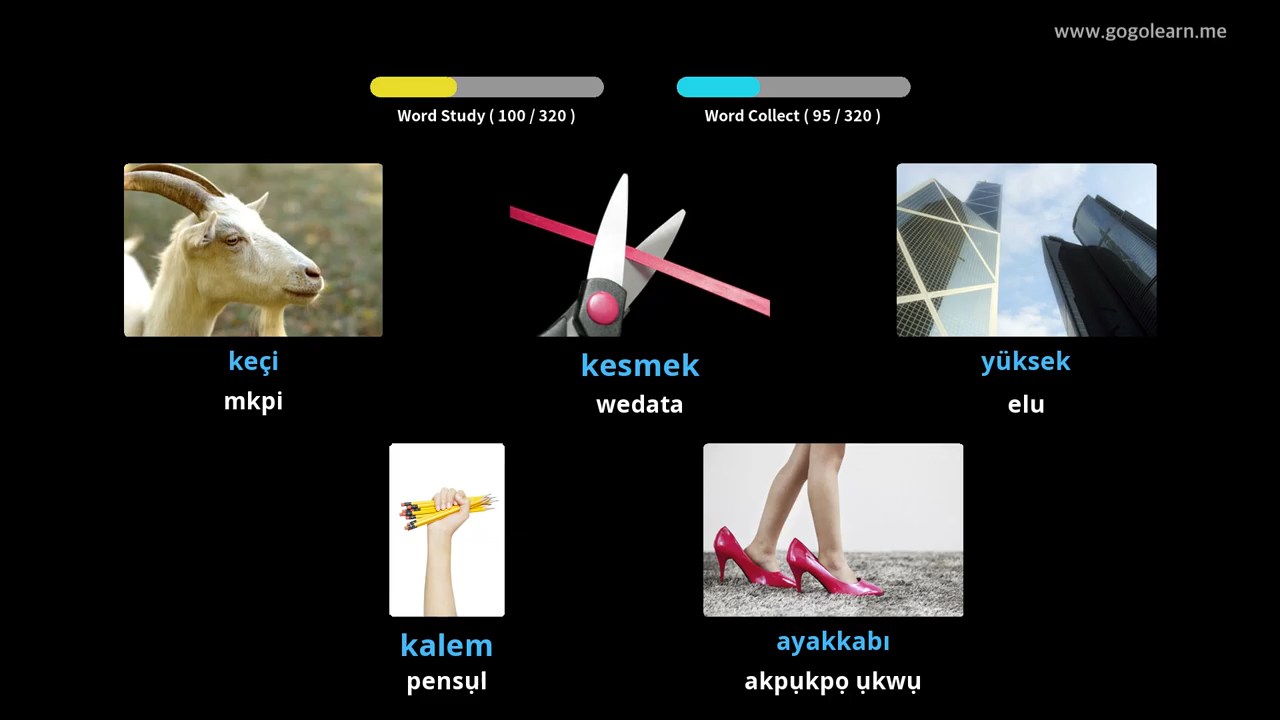 www.gogolearn.me
Word Study ( 100 / 320 )
Word Collect ( 95 / 320 )
keçi
mkpi
kesmek
wedata
yüksek
elu
kalem
pensụl
ayakkabı
akpụkpọ ụkwụ